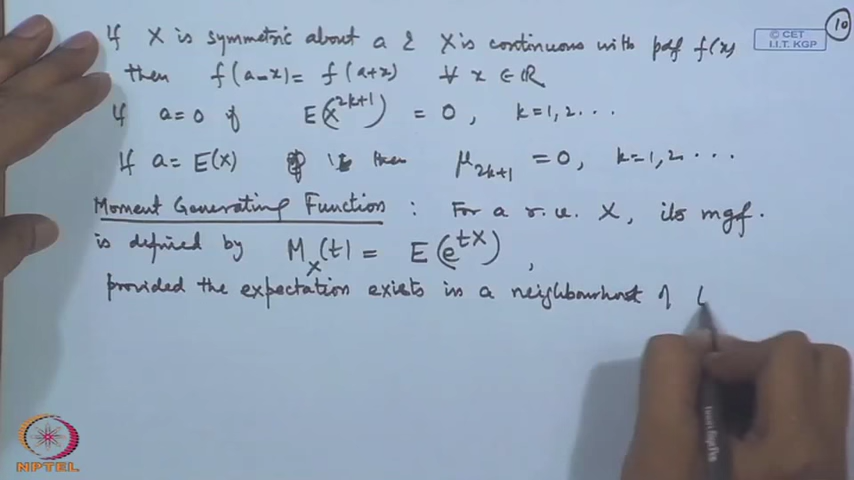 10
© CET
I.I.T. KGP
If X is symmetric about a & X is continuous with pdf f(x)
then f(a-x) = f(a+x) ∀ x ∈ ℝ
If a=0 E(X^{2k+1}) = 0, k=1,2...
If a = E(X) then μ_{2k+1} = 0, k=1,2...
Moment Generating Function : For a r.v. X, its mgf.
is defined by M_X(t) = E(e^{tX}),
provided the expectation exists in a neighbourhood of
NPTEL